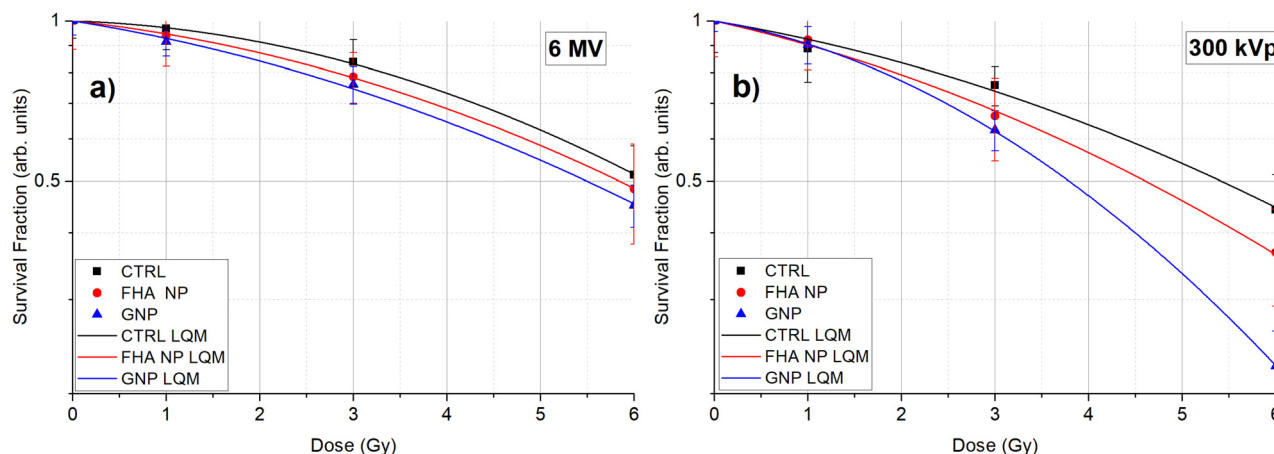 1
a)
6 MV
0.5
Survival Fraction (arb. units)
CTRL
FHA NP
GNP
CTRL LQM
FHA NP LQM
GNP LQM
0 1 2 3 4 5 6
Dose (Gy)
1
b)
300 kVp
0.5
Survival Fraction (arb. units)
CTRL
FHA NP
GNP
CTRL LQM
FHA NP LQM
GNP LQM
0 1 2 3 4 5 6
Dose (Gy)